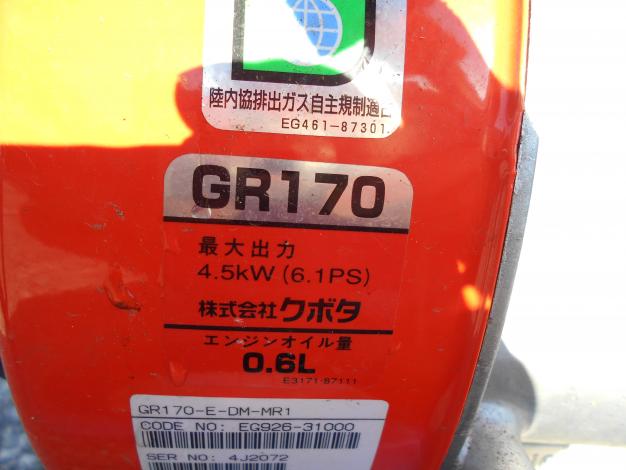 陸内協排出ガス自主規制適合
EG461-87301
GR170
最大出力
4.5kW (6.1PS)
株式会社クボタ
エンジンオイル量
0.6L
E3171-87111
GR170-E-DM-MR1
CODE NO: EG926-31000
SER NO: 4J2072